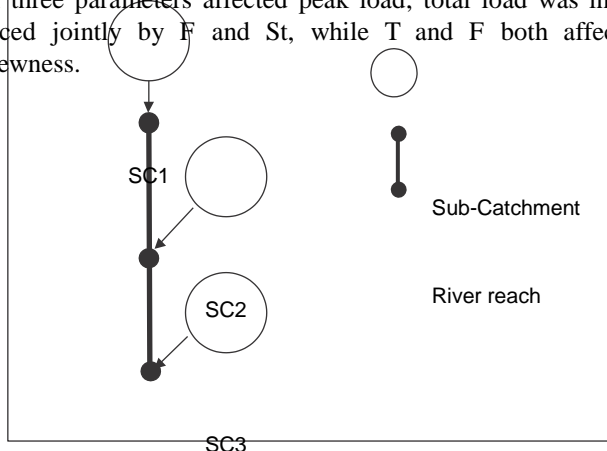 three parameters affected peak load, total load was in
ced jointly by F and St, while T and F both affec
ewness.
SC1
Sub-Catchment
River reach
SC2
SC3